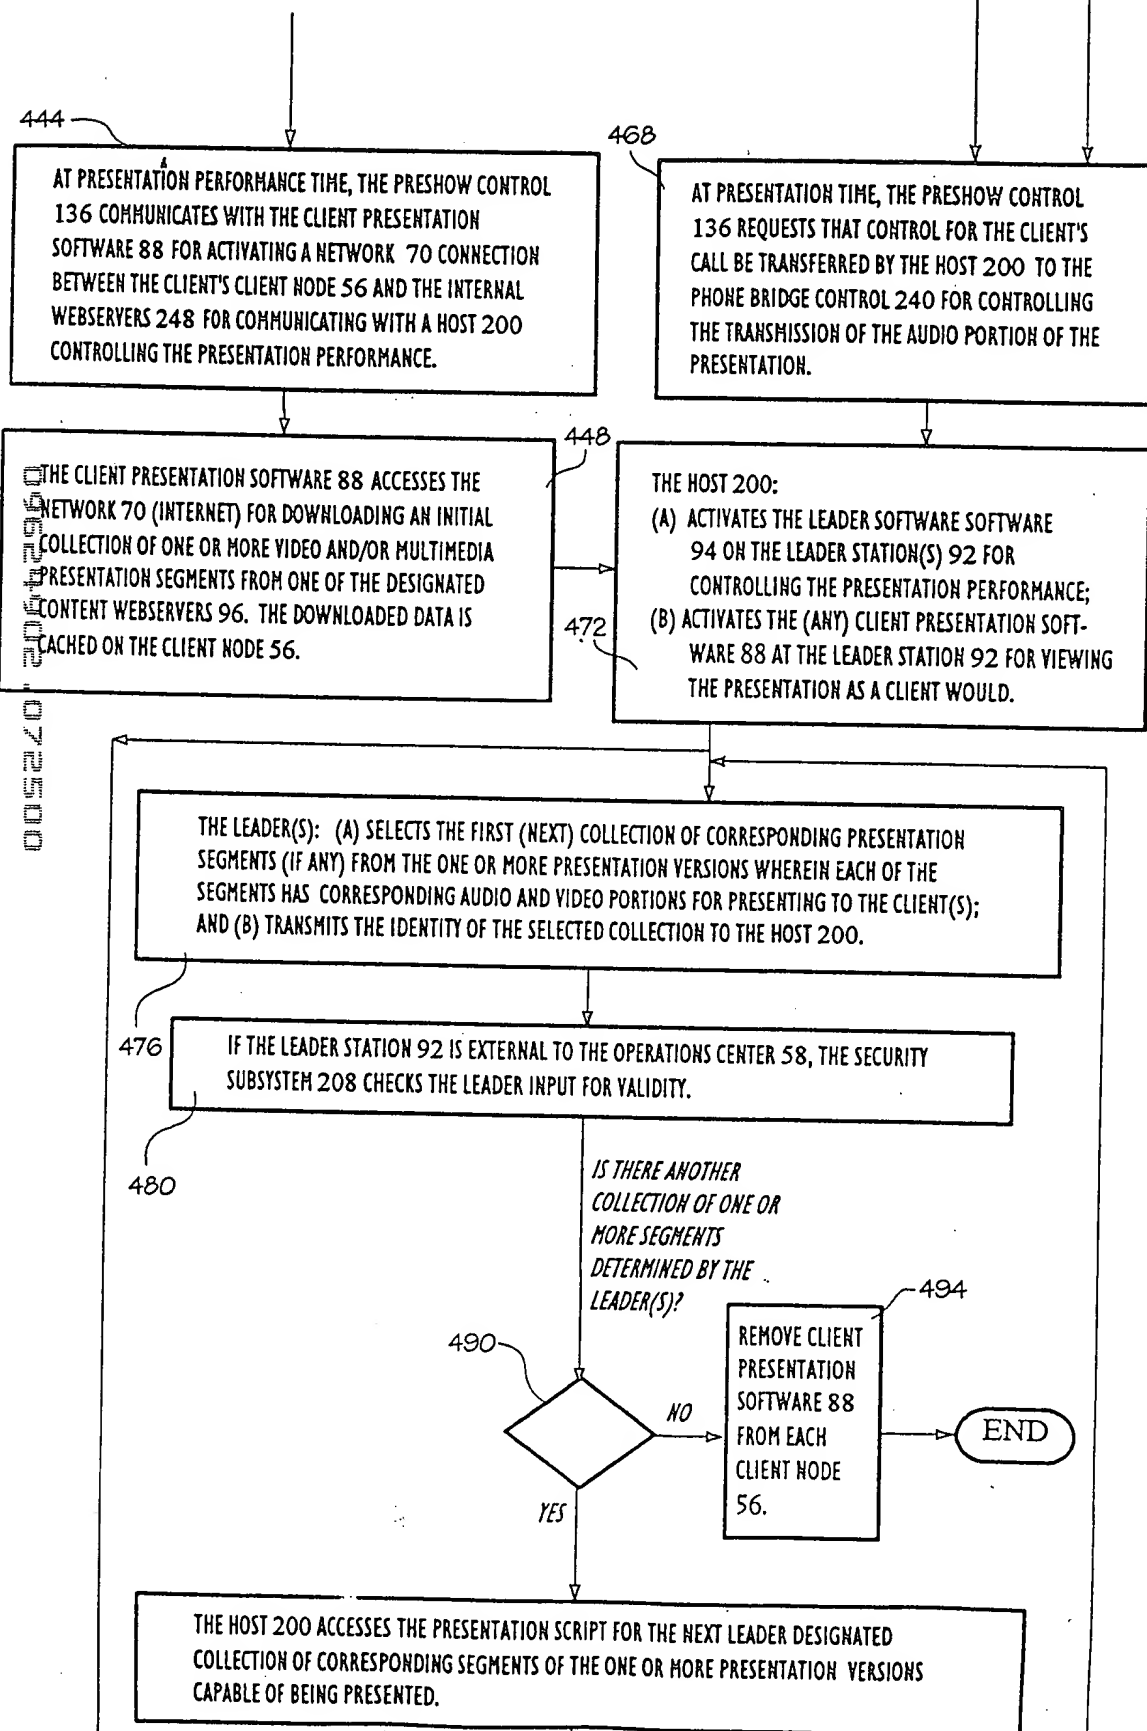 444
AT PRESENTATION PERFORMANCE TIME, THE PRESHOW CONTROL
136 COMMUNICATES WITH THE CLIENT PRESENTATION
SOFTWARE 88 FOR ACTIVATING A NETWORK 70 CONNECTION
BETWEEN THE CLIENT'S CLIENT NODE 56 AND THE INTERNAL
WEBSERVERS 248 FOR COMMUNICATING WITH A HOST 200
CONTROLLING THE PRESENTATION PERFORMANCE.
468
AT PRESENTATION TIME, THE PRESHOW CONTROL
136 REQUESTS THAT CONTROL FOR THE CLIENT'S
CALL BE TRANSFERRED BY THE HOST 200 TO THE
PHONE BRIDGE CONTROL 240 FOR CONTROLLING
THE TRANSMISSION OF THE AUDIO PORTION OF THE
PRESENTATION.
448
THE CLIENT PRESENTATION SOFTWARE 88 ACCESSES THE
NETWORK 70 (INTERNET) FOR DOWNLOADING AN INITIAL
COLLECTION OF ONE OR MORE VIDEO AND/OR MULTIMEDIA
PRESENTATION SEGMENTS FROM ONE OF THE DESIGNATED
CONTENT WEBSERVERS 96. THE DOWNLOADED DATA IS
CACHED ON THE CLIENT NODE 56.
472
THE HOST 200:
(A) ACTIVATES THE LEADER SOFTWARE SOFTWARE
94 ON THE LEADER STATION(S) 92 FOR
CONTROLLING THE PRESENTATION PERFORMANCE;
(B) ACTIVATES THE (ANY) CLIENT PRESENTATION SOFT-
WARE 88 AT THE LEADER STATION 92 FOR VIEWING
THE PRESENTATION AS A CLIENT WOULD.
072500
THE LEADER(S): (A) SELECTS THE FIRST (NEXT) COLLECTION OF CORRESPONDING PRESENTATION
SEGMENTS (IF ANY) FROM THE ONE OR MORE PRESENTATION VERSIONS WHEREIN EACH OF THE
SEGMENTS HAS CORRESPONDING AUDIO AND VIDEO PORTIONS FOR PRESENTING TO THE CLIENT(S);
AND (B) TRANSMITS THE IDENTITY OF THE SELECTED COLLECTION TO THE HOST 200.
476
IF THE LEADER STATION 92 IS EXTERNAL TO THE OPERATIONS CENTER 58, THE SECURITY
SUBSYSTEM 208 CHECKS THE LEADER INPUT FOR VALIDITY.
480
IS THERE ANOTHER
COLLECTION OF ONE OR
MORE SEGMENTS
DETERMINED BY THE
LEADER(S)?
490
NO
494
REMOVE CLIENT
PRESENTATION
SOFTWARE 88
FROM EACH
CLIENT NODE
56.
END
YES
THE HOST 200 ACCESSES THE PRESENTATION SCRIPT FOR THE NEXT LEADER DESIGNATED
COLLECTION OF CORRESPONDING SEGMENTS OF THE ONE OR MORE PRESENTATION VERSIONS
CAPABLE OF BEING PRESENTED.